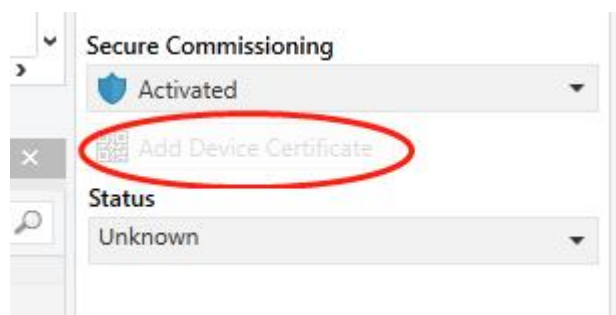 Secure Commissioning
Activated
Add Device Certificate
Status
Unknown